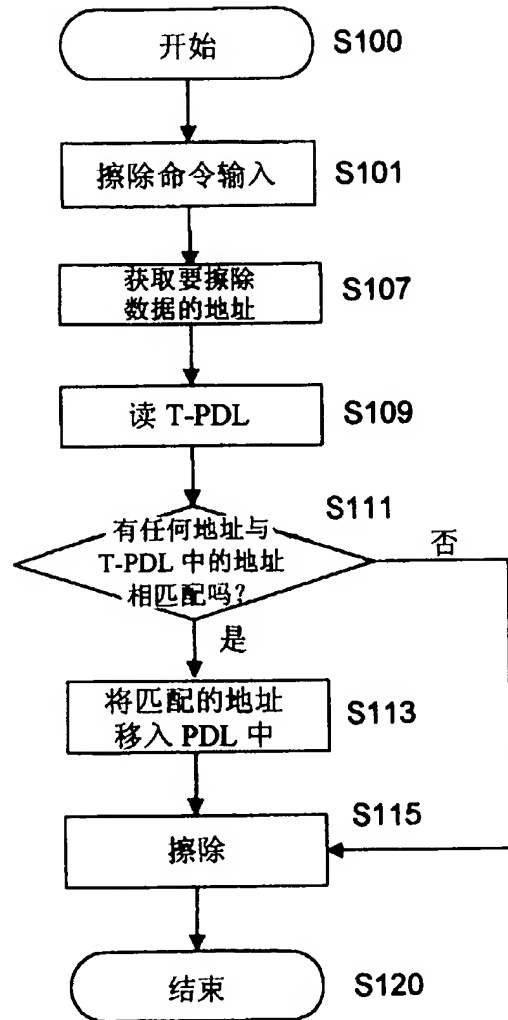 开始
S100
擦除命令输入
S101
获取要擦除
数据的地址
S107
读 T-PDL
S109
S111
有任何地址与
T-PDL 中的地址
相匹配吗?
否
是
将匹配的地址
移入 PDL 中
S113
S115
擦除
结束
S120